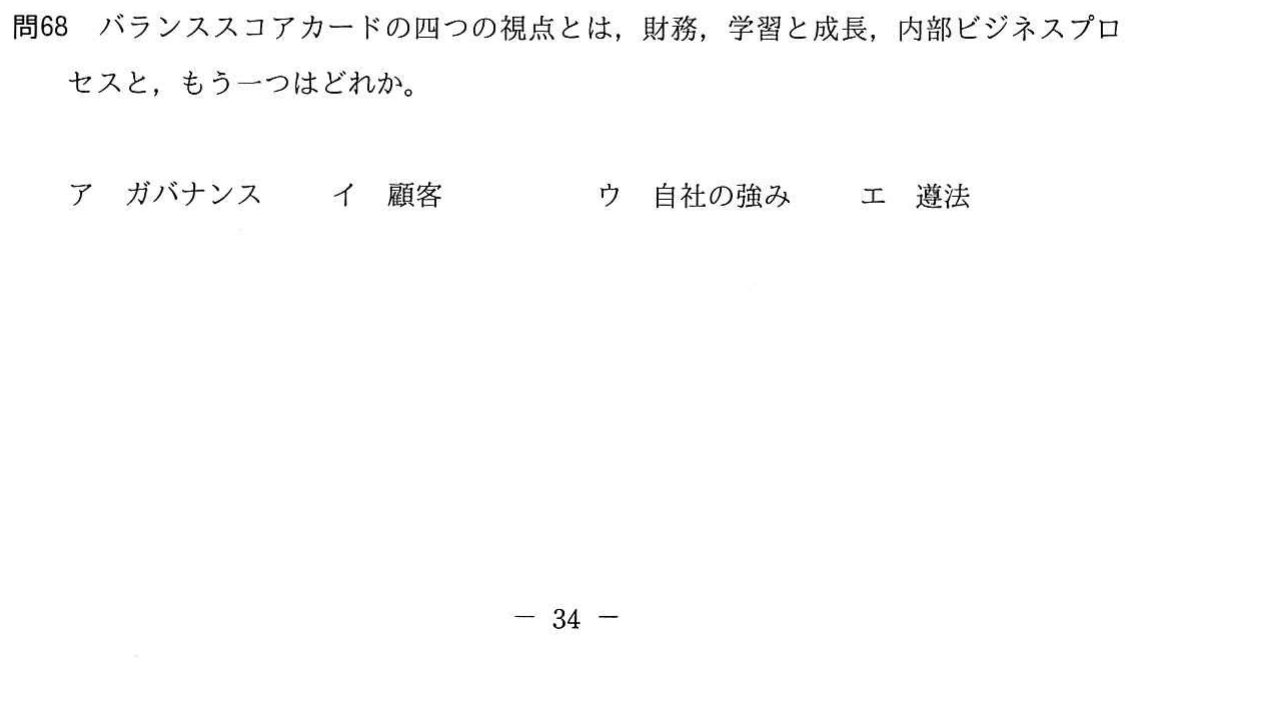 問68　バランススコアカードの四つの視点とは，財務，学習と成長，内部ビジネスプロ
セスと，もう一つはどれか。
ア　ガバナンス　　イ　顧客　　ウ　自社の強み　　エ　遵法
－ 34 －